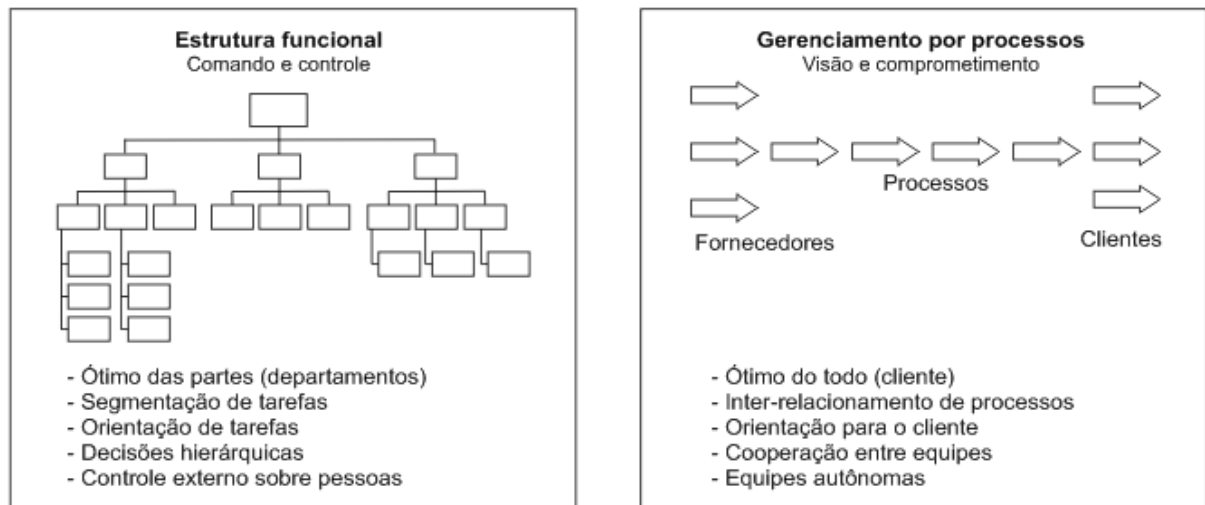 Estrutura funcional
Comando e controle
- Ótimo das partes (departamentos)
- Segmentação de tarefas
- Orientação de tarefas
- Decisões hierárquicas
- Controle externo sobre pessoas
Gerenciamento por processos
Visão e comprometimento
Processos
Fornecedores
Clientes
- Ótimo do todo (cliente)
- Inter-relacionamento de processos
- Orientação para o cliente
- Cooperação entre equipes
- Equipes autônomas